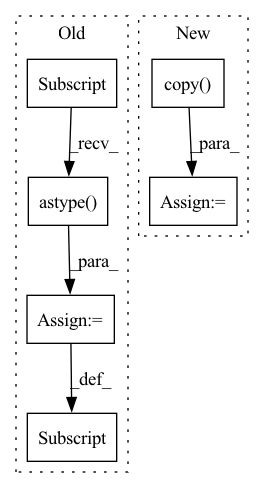 Old
New
Subscript
copy()
_recv_
_para_
astype()
Assign:=
_para_
Assign:=
_def_
Subscript